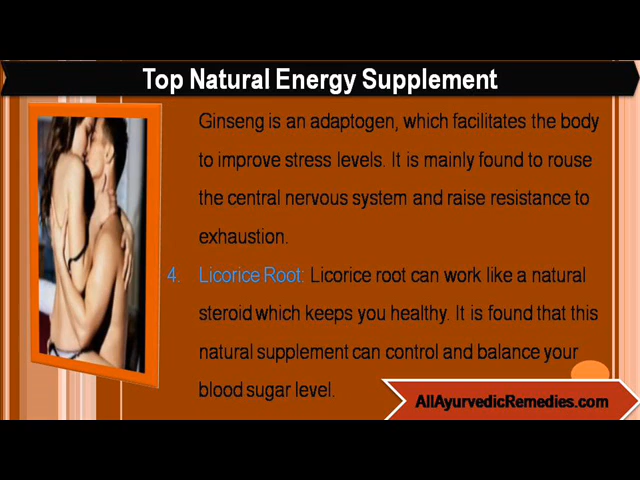 Top Natural Energy Supplement
Ginseng is an adaptogen, which facilitates the body
to improve stress levels. It is mainly found to rouse
the central nervous system and raise resistance to
exhaustion.
4. Licorice Root: Licorice root can work like a natural
steroid which keeps you healthy. It is found that this
natural supplement can control and balance your
blood sugar level.
AllAyurvedicRemedies.com